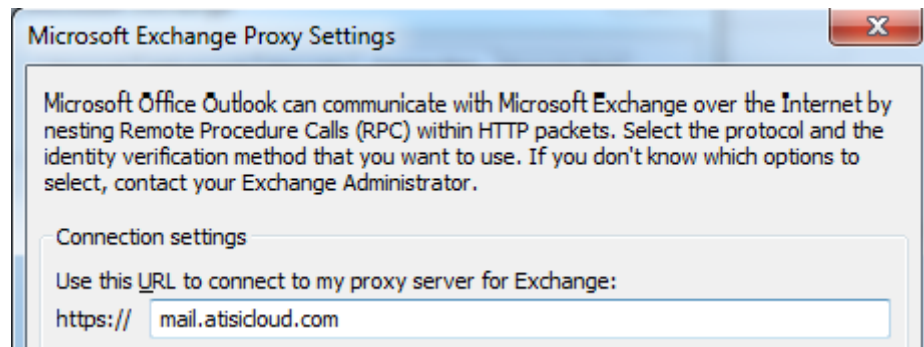 Microsoft Exchange Proxy Settings
Microsoft Office Outlook can communicate with Microsoft Exchange over the Internet by
nesting Remote Procedure Calls (RPC) within HTTP packets. Select the protocol and the
identity verification method that you want to use. If you don't know which options to
select, contact your Exchange Administrator.
Connection settings
Use this URL to connect to my proxy server for Exchange:
https:// mail.atisicloud.com